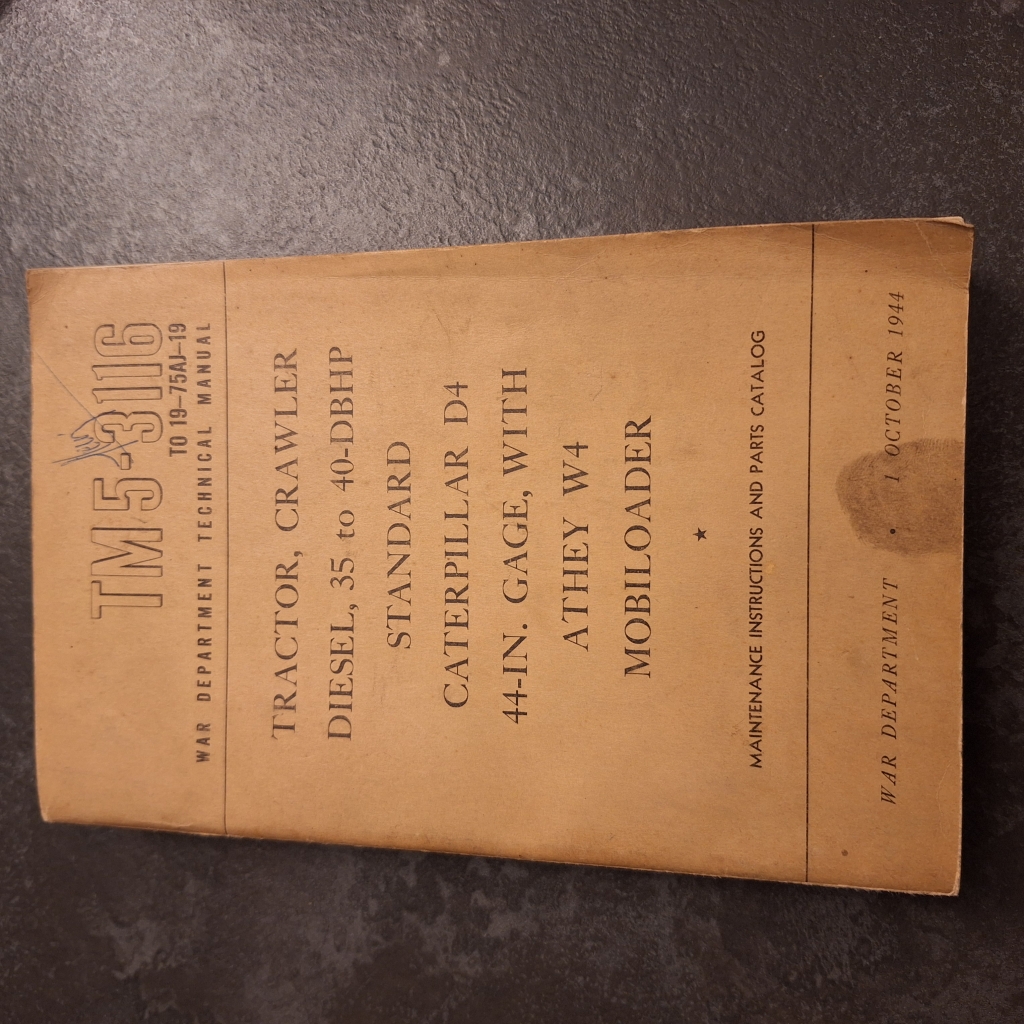 TM 5-3116
TO 19-75AJ-19
WAR DEPARTMENT TECHNICAL MANUAL
TRACTOR, CRAWLER
DIESEL, 35 to 40-DBHP
STANDARD
CATERPILLAR D4
44-IN. GAGE, WITH
ATHEY W4
MOBILOADER
MAINTENANCE INSTRUCTIONS AND PARTS CATALOG
WAR DEPARTMENT • 1 OCTOBER 1944